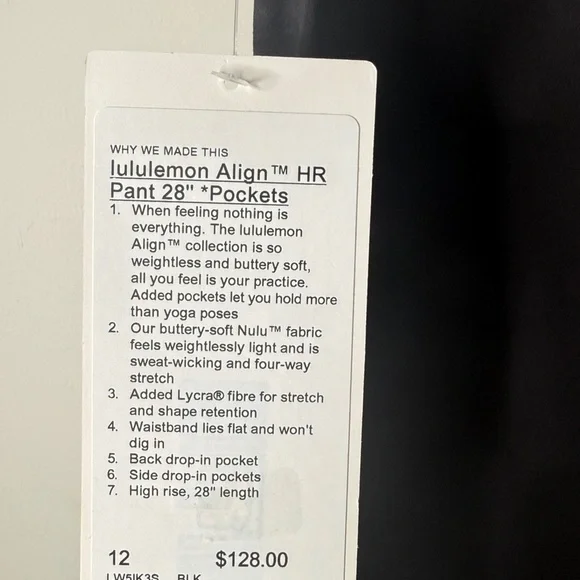 WHY WE MADE THIS
lululemon Align™ HR
Pant 28" *Pockets
1. When feeling nothing is
everything. The lululemon
Align™ collection is so
weightless and buttery soft,
all you feel is your practice.
Added pockets let you hold more
than yoga poses
2. Our buttery-soft Nulu™ fabric
feels weightlessly light and is
sweat-wicking and four-way
stretch
3. Added Lycra® fibre for stretch
and shape retention
4. Waistband lies flat and won't
dig in
5. Back drop-in pocket
6. Side drop-in pockets
7. High rise, 28" length
12 $128.00
LW5IK3S BLK